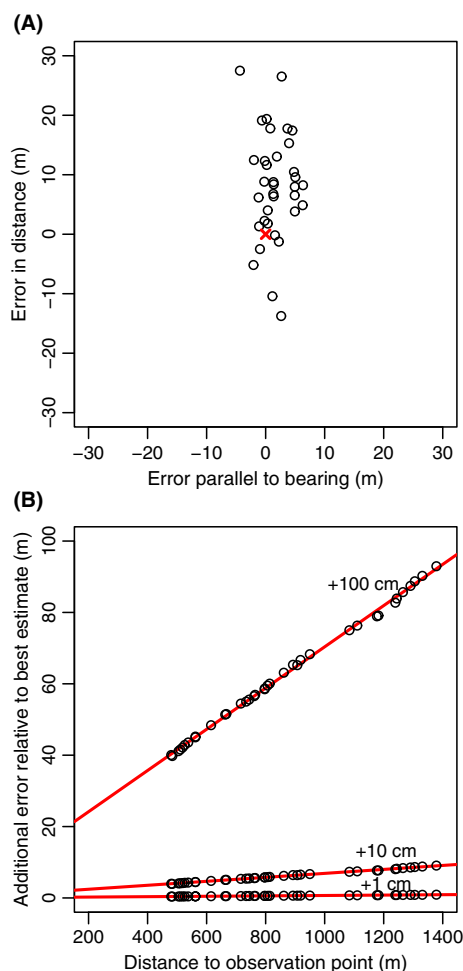 (A)
30
20
10
0
−10
−20
−30
Error in distance (m)
−30 −20 −10 0 10 20 30
Error parallel to bearing (m)
(B)
100
80
60
40
20
0
Additional error relative to best estimate (m)
+100 cm
+10 cm
+1 cm
200 400 600 800 1000 1200 1400
Distance to observation point (m)